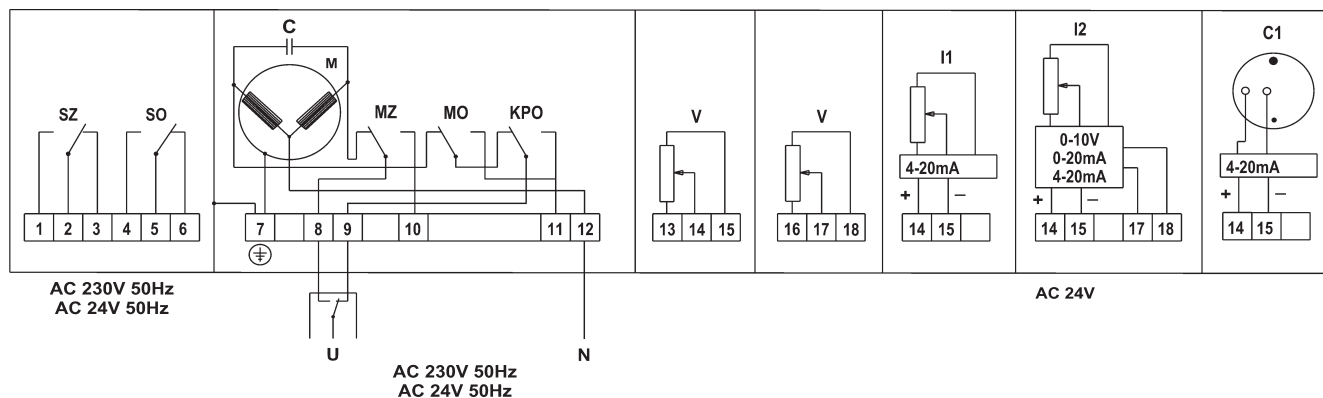 C
M
SZ
SO
MZ
MO
KPO
V
V
I1
I2
C1
4-20mA
0-10V
0-20mA
4-20mA
4-20mA
+ –
+ –
+ –
1 2 3 4 5 6
7 8 9 10 11 12
13 14 15
16 17 18
14 15
14 15 17 18
14 15
AC 230V 50Hz
AC 24V 50Hz
AC 24V
U
N
AC 230V 50Hz
AC 24V 50Hz